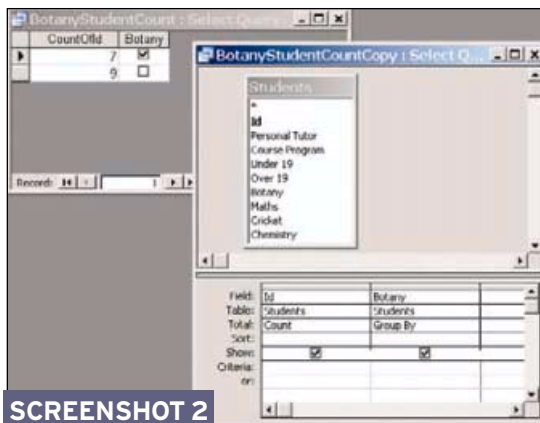 BotanyStudentCount : Select Query
CountOfId Botany
7
9
Record: 1
BotanyStudentCountCopy : Select Q...
Students
*
Id
Personal Tutor
Course Program
Under 19
Over 19
Botany
Maths
Cricket
Chemistry
Field: Id Botany
Table: Students Students
Total: Count Group By
Sort:
Show:
Criteria:
or:
SCREENSHOT 2